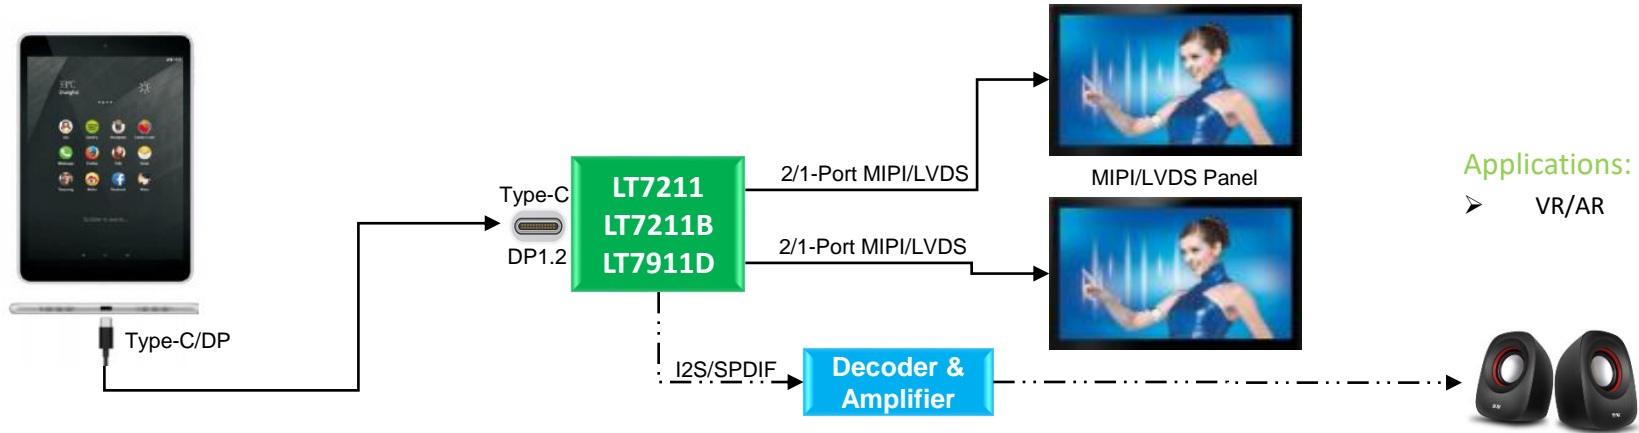 Type-C/DP
Type-C
DP1.2
LT7211
LT7211B
LT7911D
2/1-Port MIPI/LVDS
2/1-Port MIPI/LVDS
MIPI/LVDS Panel
I2S/SPDIF
Decoder &
Amplifier
Applications:
➢ VR/AR